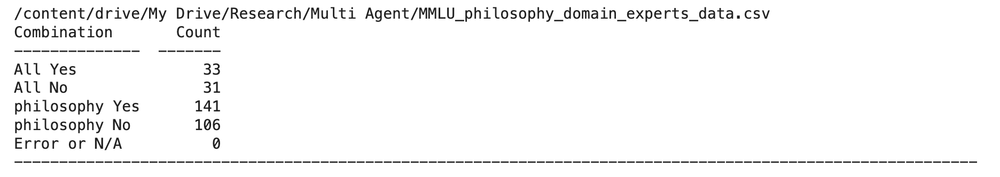 /content/drive/My Drive/Research/Multi Agent/MMLU_philosophy_domain_experts_data.csv
Combination       Count
--------------  -------
All Yes              33
All No               31
philosophy Yes      141
philosophy No       106
Error or N/A          0
-----------------------------------------------------------------------------------------------------------